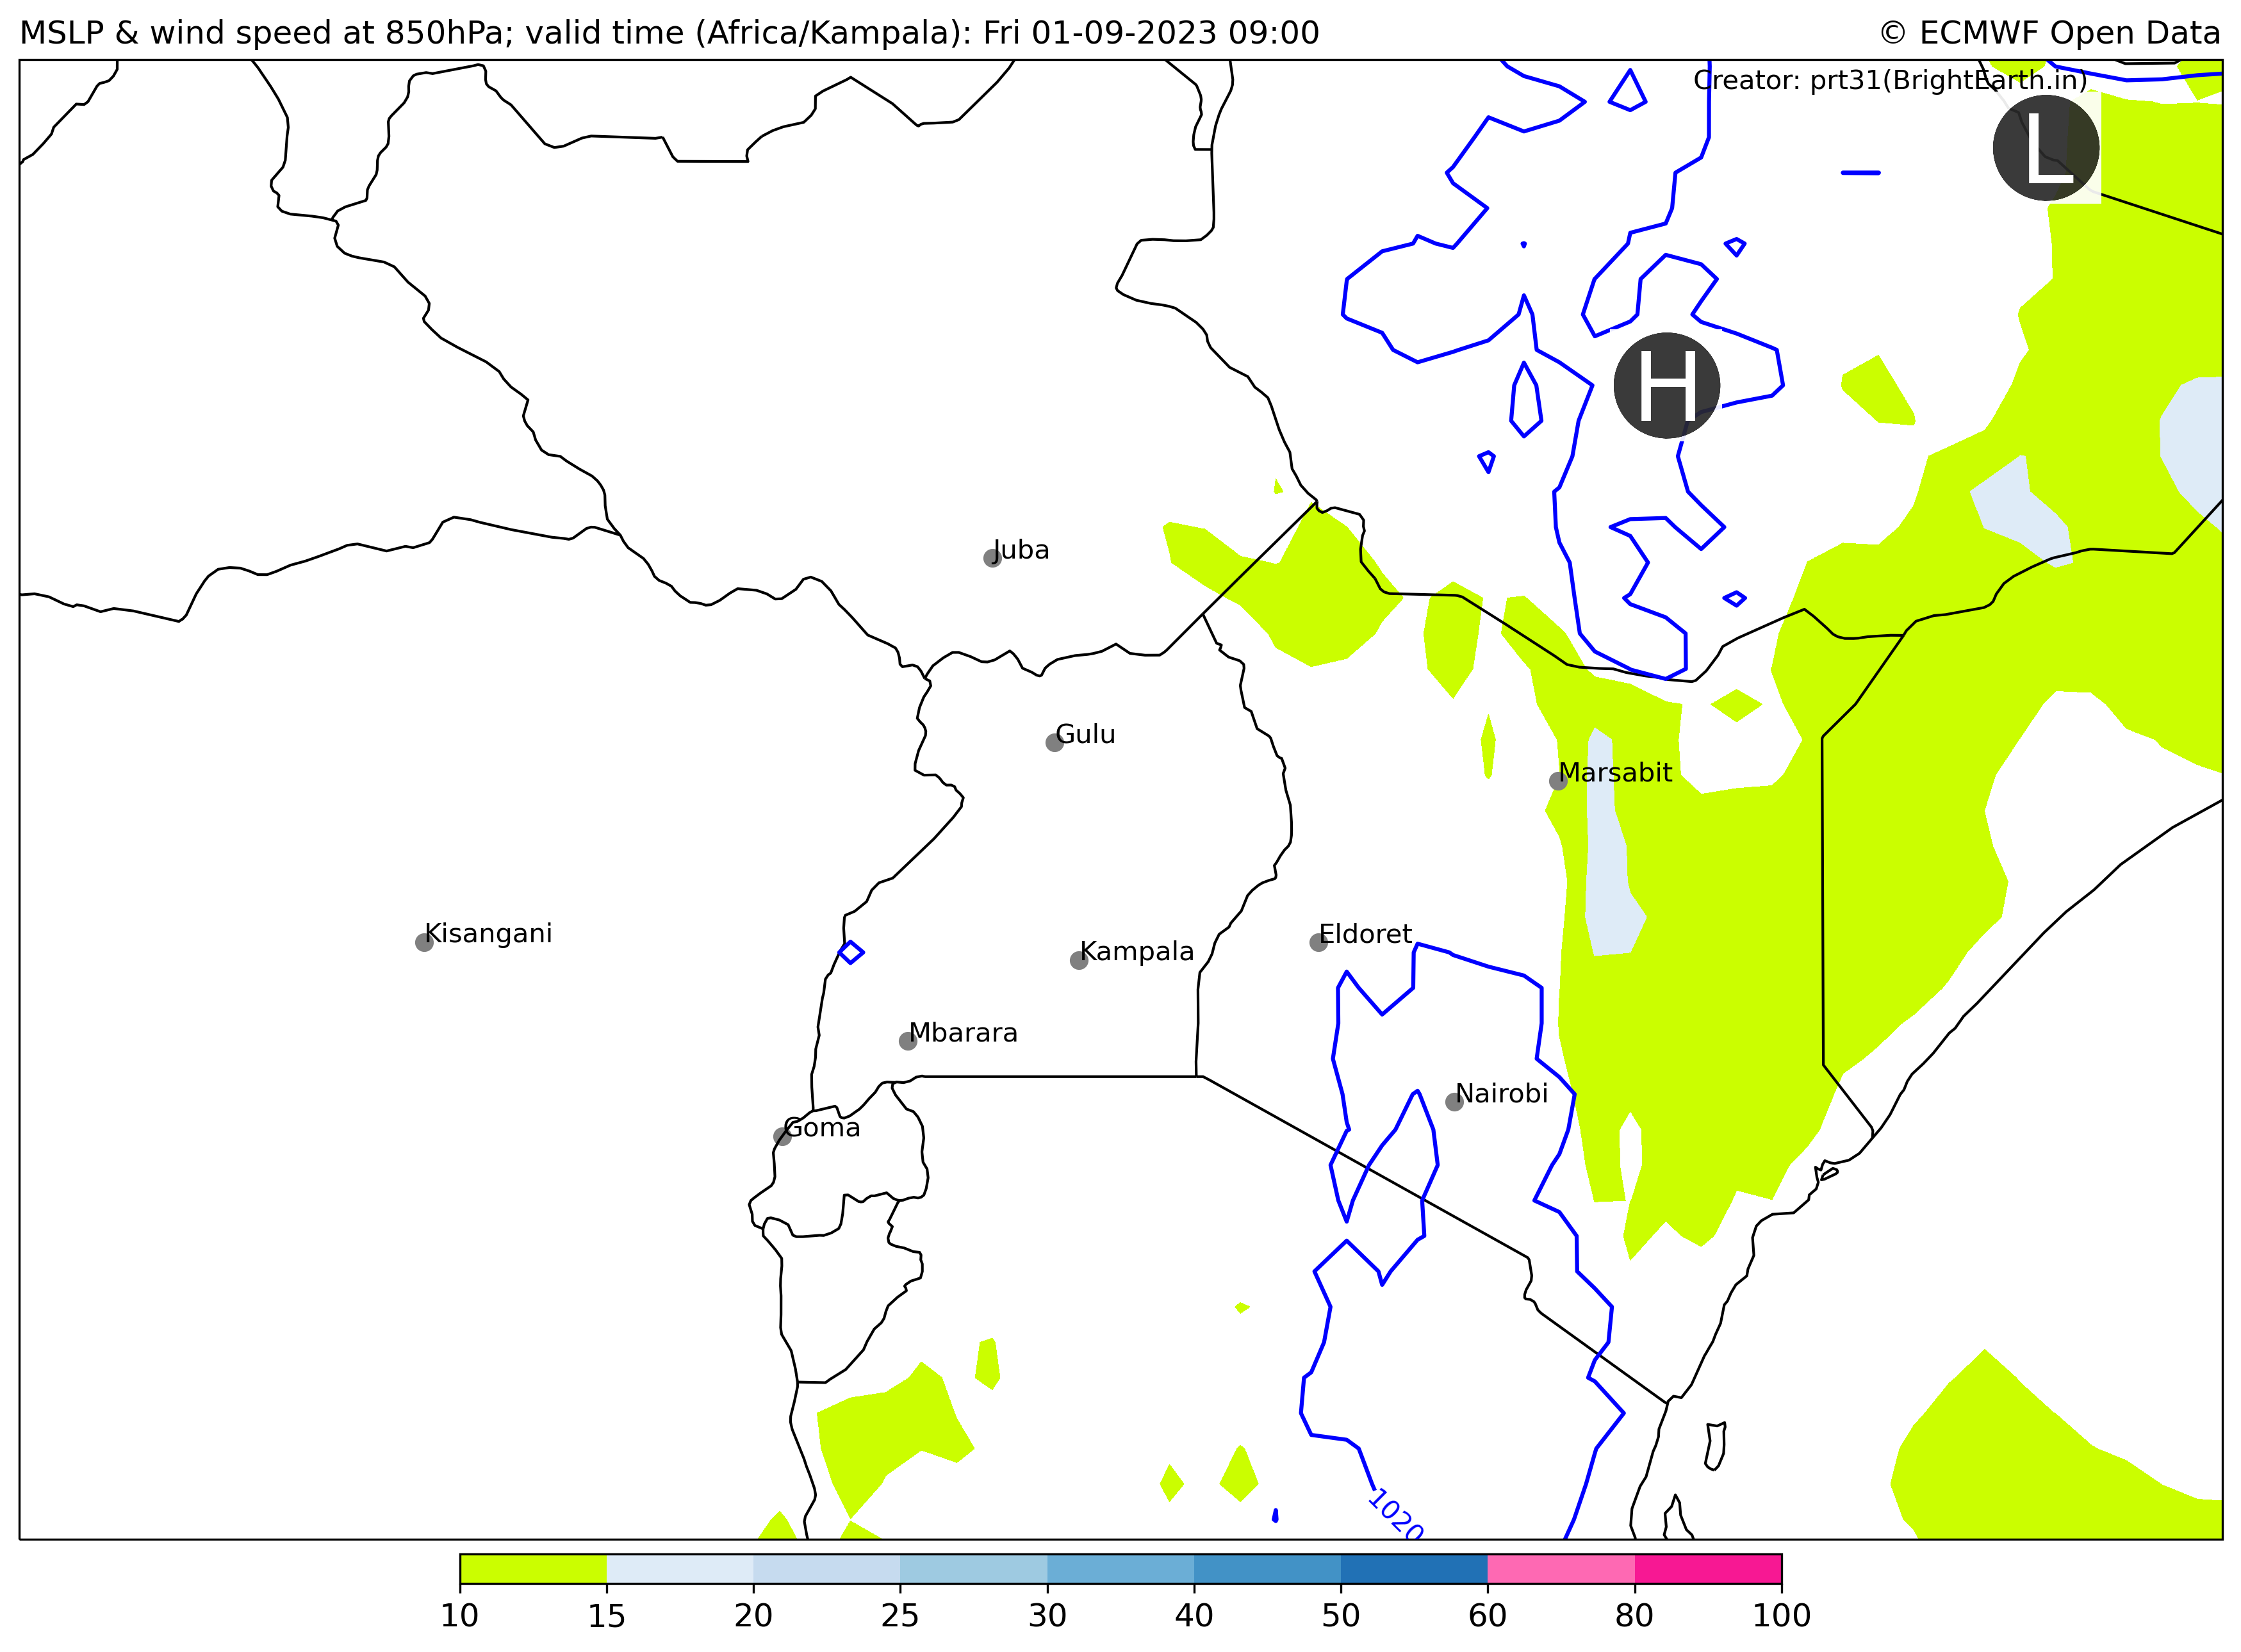 MSLP & wind speed at 850hPa; valid time (Africa/Kampala): Fri 01-09-2023 09:00
© ECMWF Open Data
Creator: prt31(BrightEarth.in)
L
H
Juba
Gulu
Marsabit
Kisangani
Eldoret
Kampala
Mbarara
Nairobi
Goma
1020
10 15 20 25 30 40 50 60 80 100